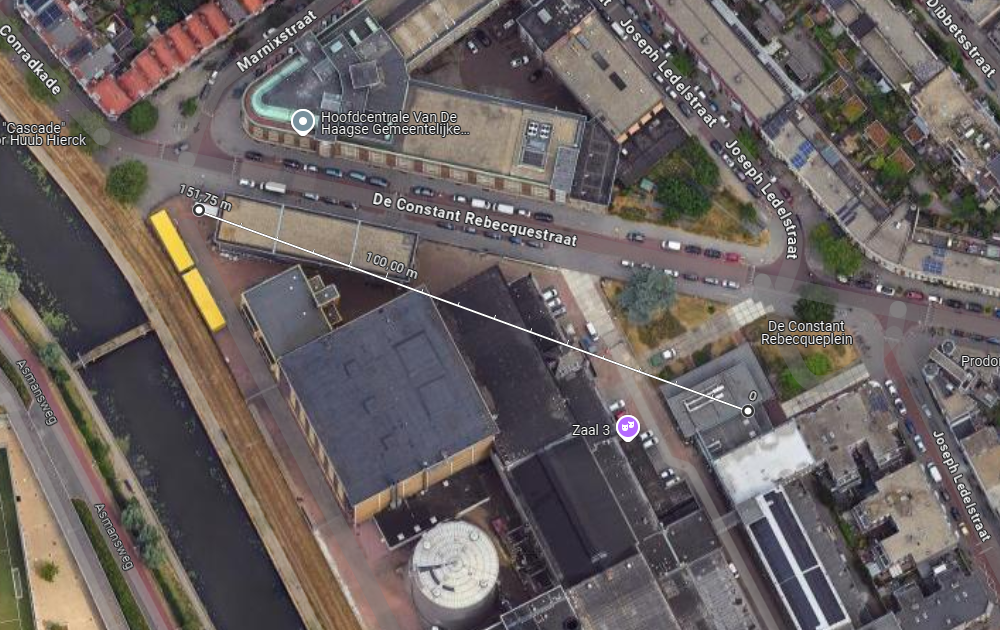 Conradkade
Marnixstraat
Joseph Ledelstraat
Dibbetsstraat
"Cascade"
or Huub Hierck
Hoofdcentrale Van De
Haagse Gemeentelijke...
Joseph Ledelstraat
151,75 m
De Constant Rebecquestraat
100,00 m
De Constant
Rebecqueplein
Asmansweg
0
Zaal 3
Joseph Ledelstraat
Asmansweg